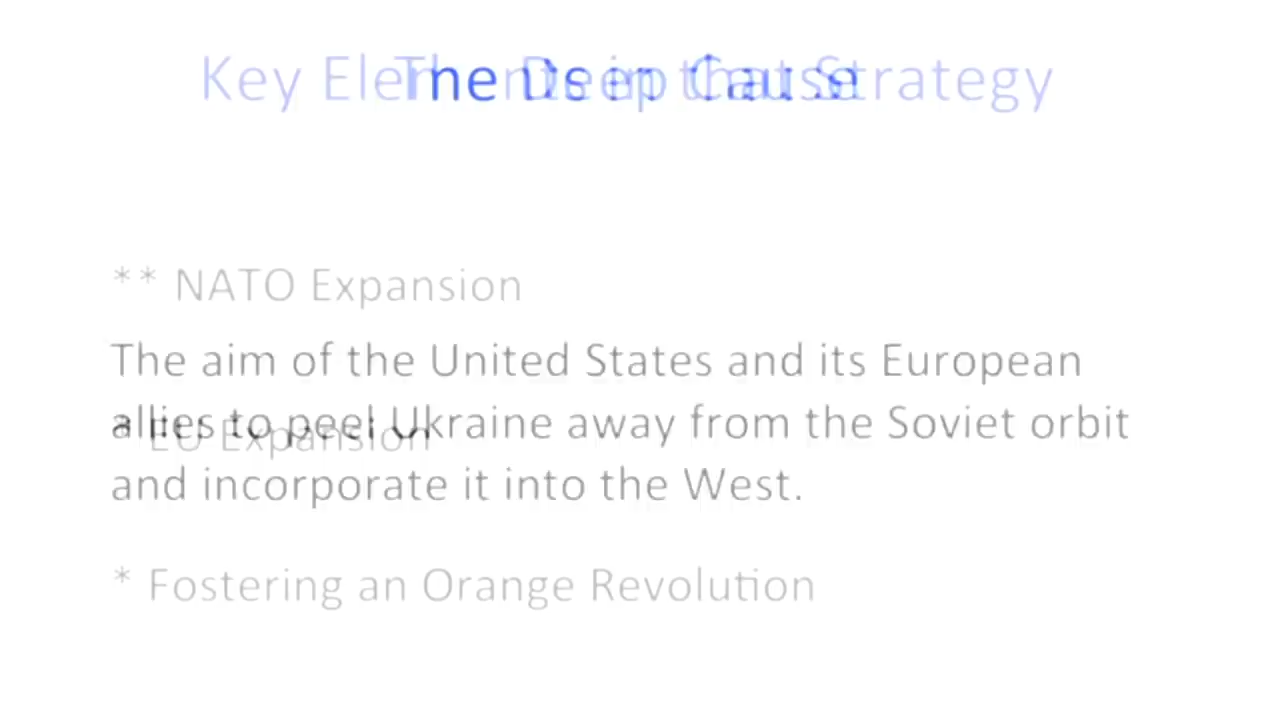 Key Elements in that Strategy
The Deep Cause
** NATO Expansion
The aim of the United States and its European
allies to peel Ukraine away from the Soviet orbit
* EU Expansion
and incorporate it into the West.
* Fostering an Orange Revolution